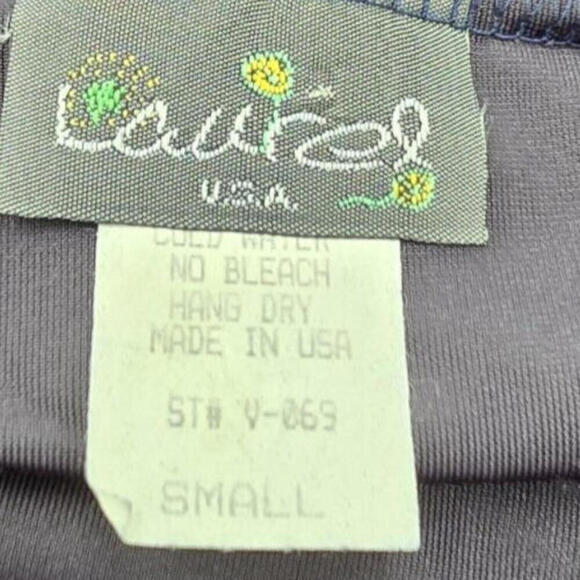 Laurel
U.S.A.
COLD WATER
NO BLEACH
HANG DRY
MADE IN USA
ST# V-069
SMALL